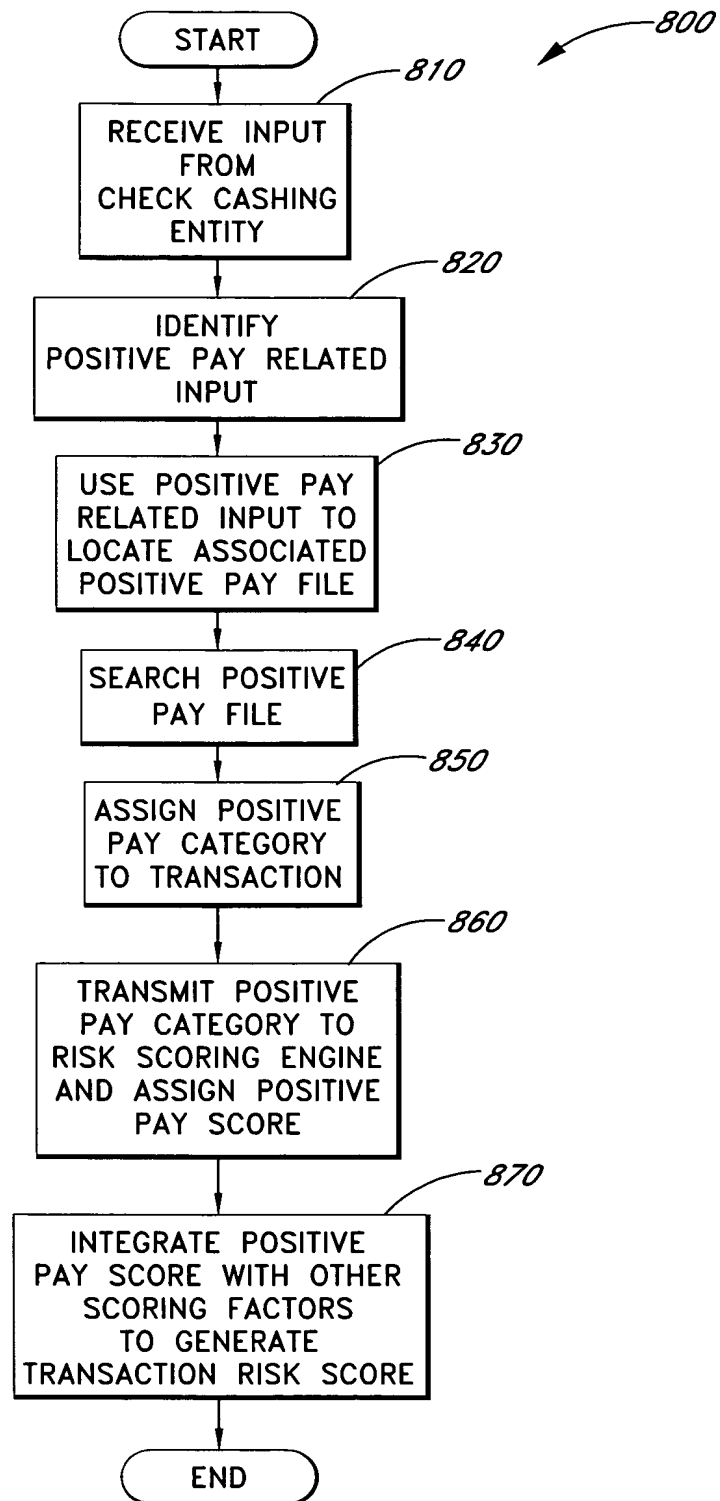 START
800
810
RECEIVE INPUT
FROM
CHECK CASHING
ENTITY
820
IDENTIFY
POSITIVE PAY RELATED
INPUT
830
USE POSITIVE PAY
RELATED INPUT TO
LOCATE ASSOCIATED
POSITIVE PAY FILE
840
SEARCH POSITIVE
PAY FILE
850
ASSIGN POSITIVE
PAY CATEGORY
TO TRANSACTION
860
TRANSMIT POSITIVE
PAY CATEGORY TO
RISK SCORING ENGINE
AND ASSIGN POSITIVE
PAY SCORE
870
INTEGRATE POSITIVE
PAY SCORE WITH OTHER
SCORING FACTORS
TO GENERATE
TRANSACTION RISK SCORE
END